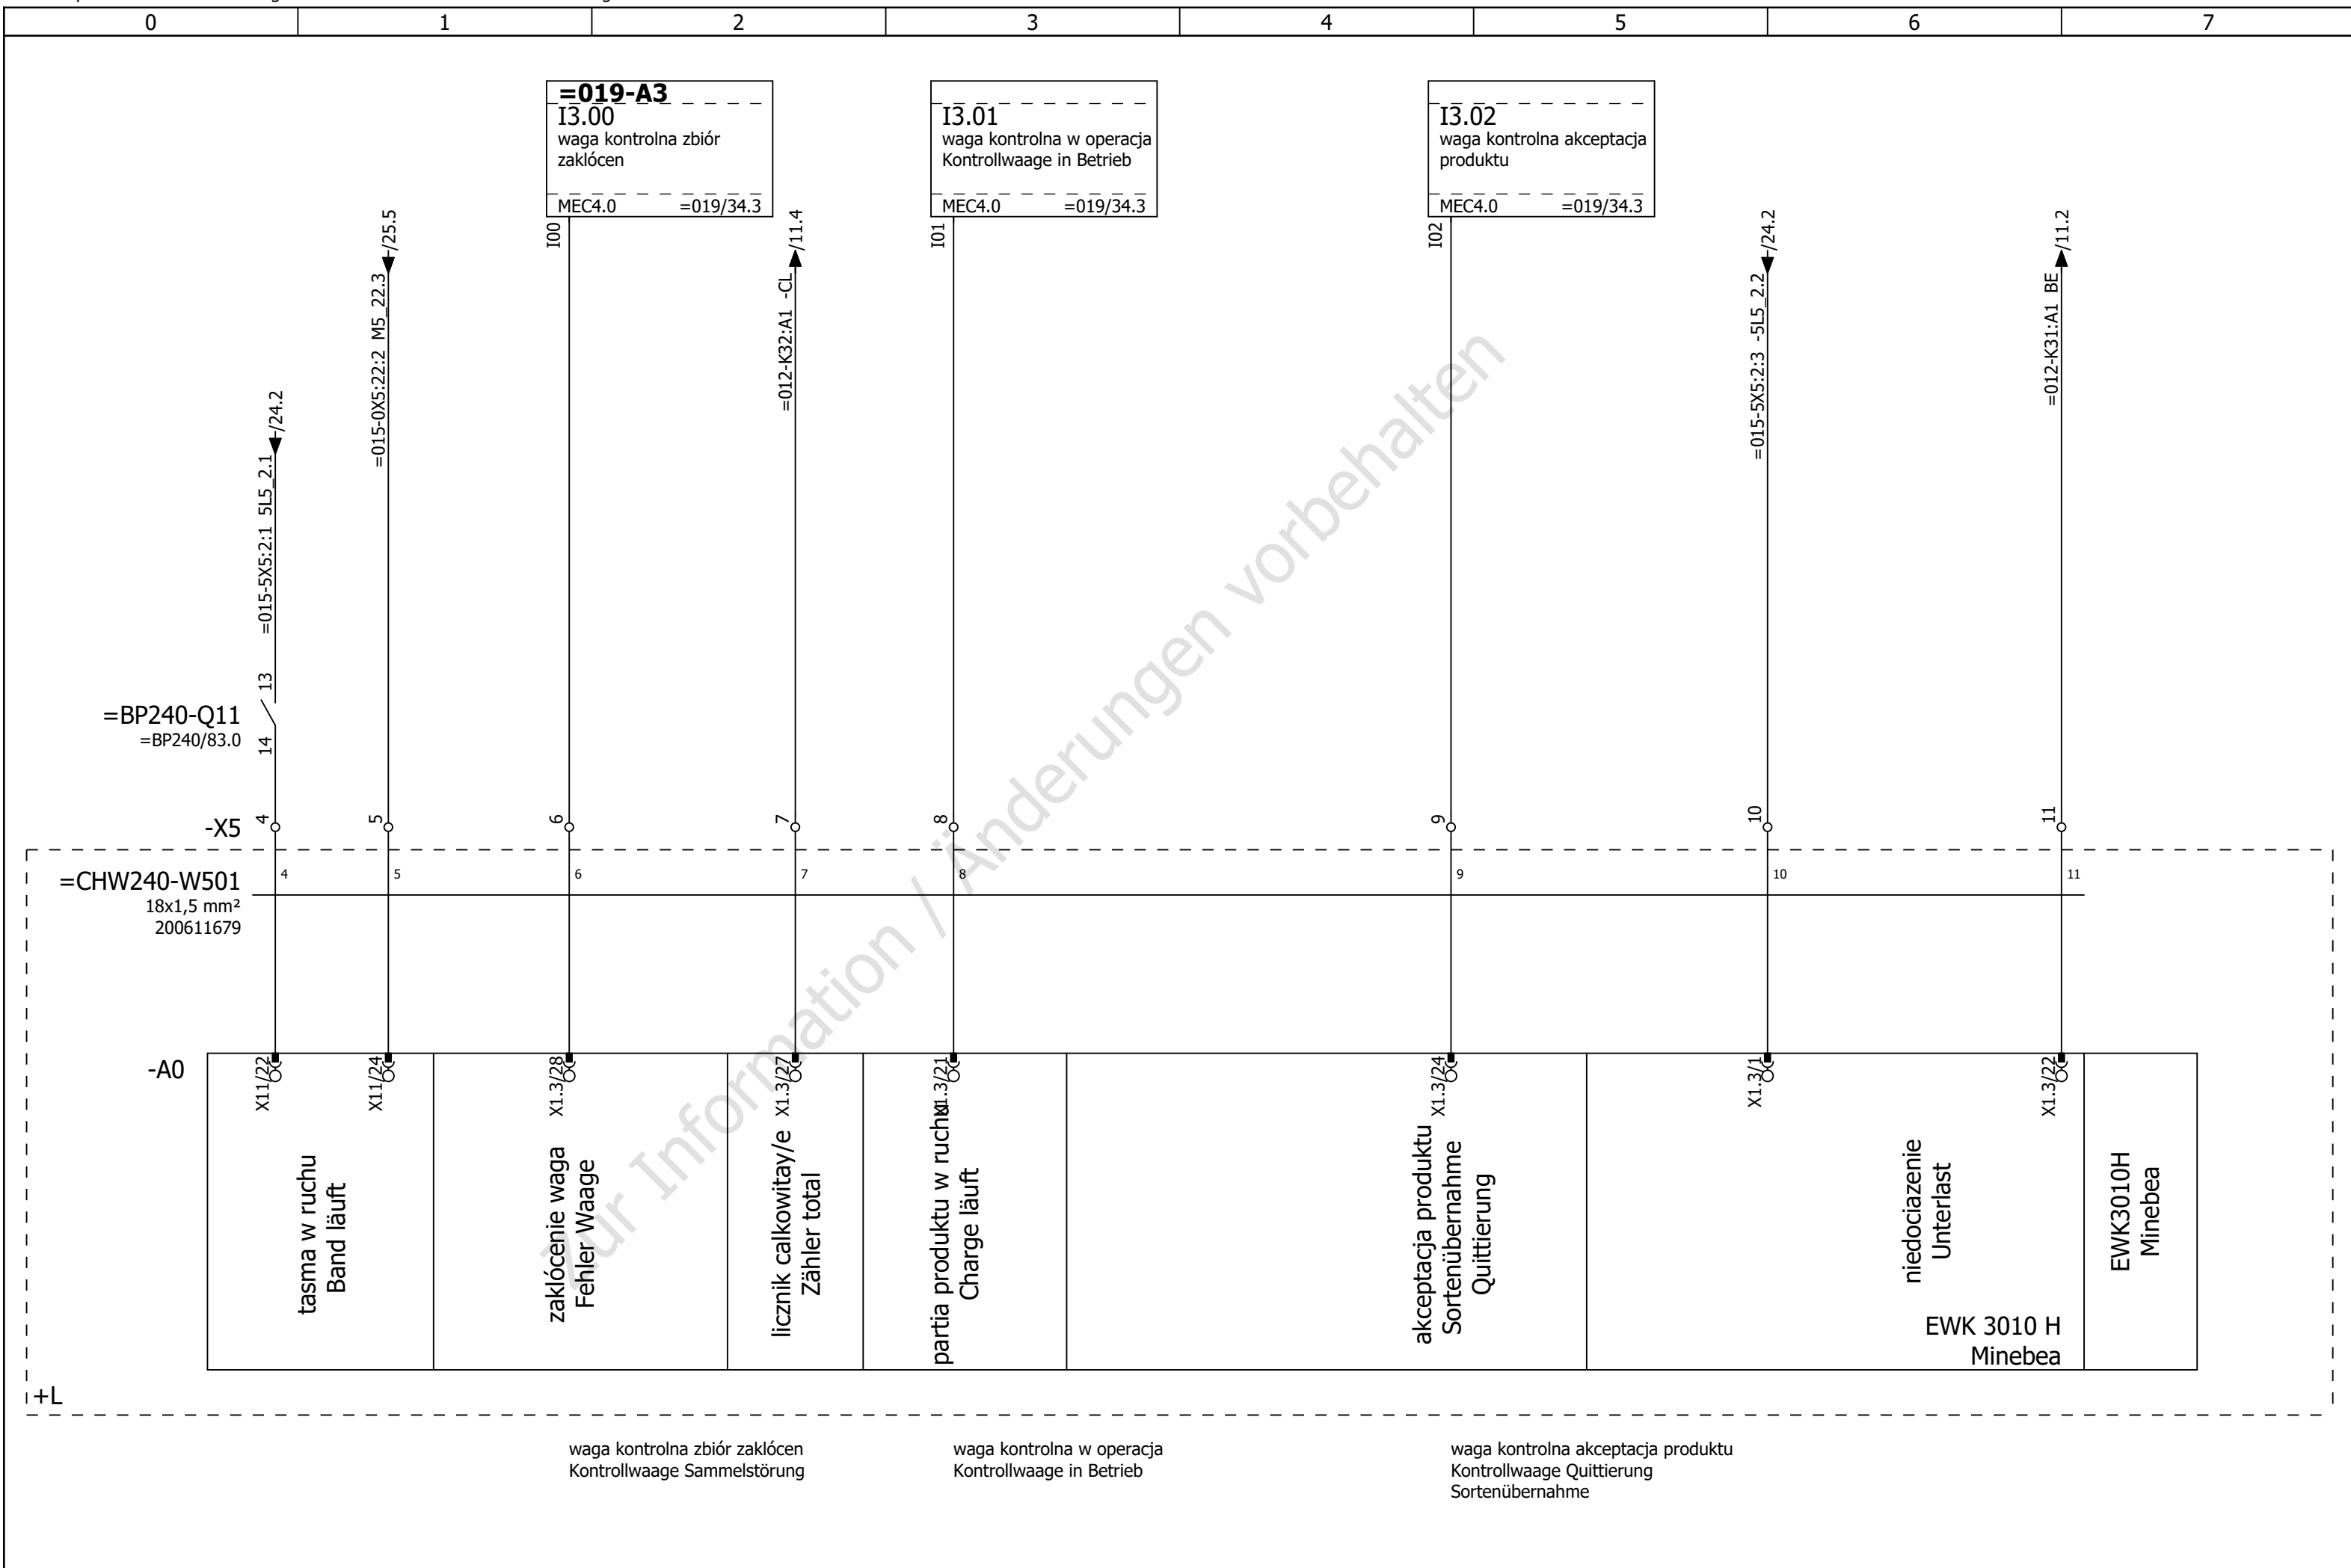 0 1 2 3 4 5 6 7
=019-A3
I3.00
waga kontrolna zbiór
zaklócen
MEC4.0 =019/34.3
I3.01
waga kontrolna w operacja
Kontrollwaage in Betrieb
MEC4.0 =019/34.3
I3.02
waga kontrolna akceptacja
produktu
MEC4.0 =019/34.3
/24.2
=015-5X5:2:1 5L5_2.1
/25.5
=015-0X5:22:2 M5_22.3
I00
/11.4
=012-K32:A1 -CL
I01
I02
/24.2
=015-5X5:2:3 -5L5_2.2
/11.2
=012-K31:A1 BE
13
=BP240-Q11
=BP240/83.0
14
-X5 4 5 6 7 8 9 10 11
=CHW240-W501 4 5 6 7 8 9 10 11
18x1,5 mm²
200611679
-A0
X11/22 X11/24 X1.3/28 X1.3/27 X1.3/21 X1.3/24 X1.3/1 X1.3/22
tasma w ruchu
Band läuft
zaklócenie waga
Fehler Waage
licznik calkowitay/e
Zähler total
partia produktu w ruchu
Charge läuft
akceptacja produktu
Sortenübernahme
Quittierung
niedociazenie
Unterlast
EWK3010H
Minebea
EWK 3010 H
Minebea
+L
waga kontrolna zbiór zaklócen
Kontrollwaage Sammelstörung
waga kontrolna w operacja
Kontrollwaage in Betrieb
waga kontrolna akceptacja produktu
Kontrollwaage Quittierung
Sortenübernahme
Zur Information / Änderungen vorbehalten